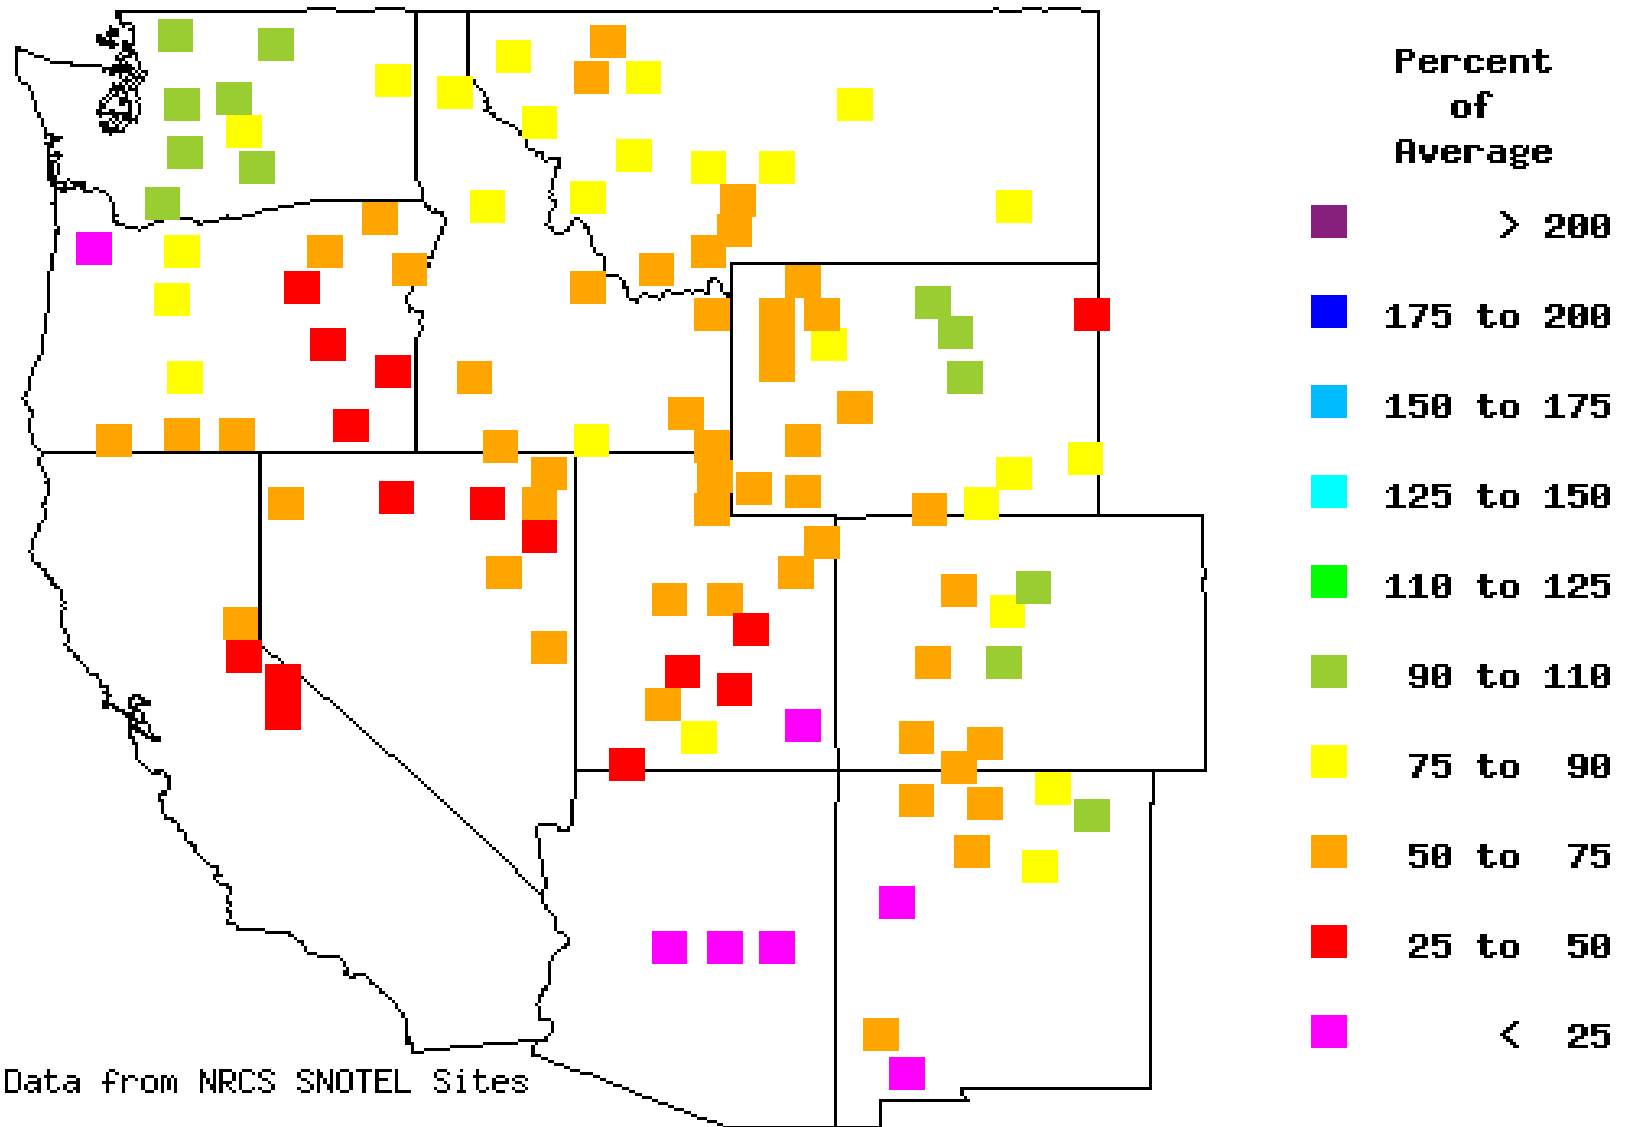 Percent
of
Average
> 200
175 to 200
150 to 175
125 to 150
110 to 125
90 to 110
75 to 90
50 to 75
25 to 50
< 25
Data from NRCS SNOTEL Sites